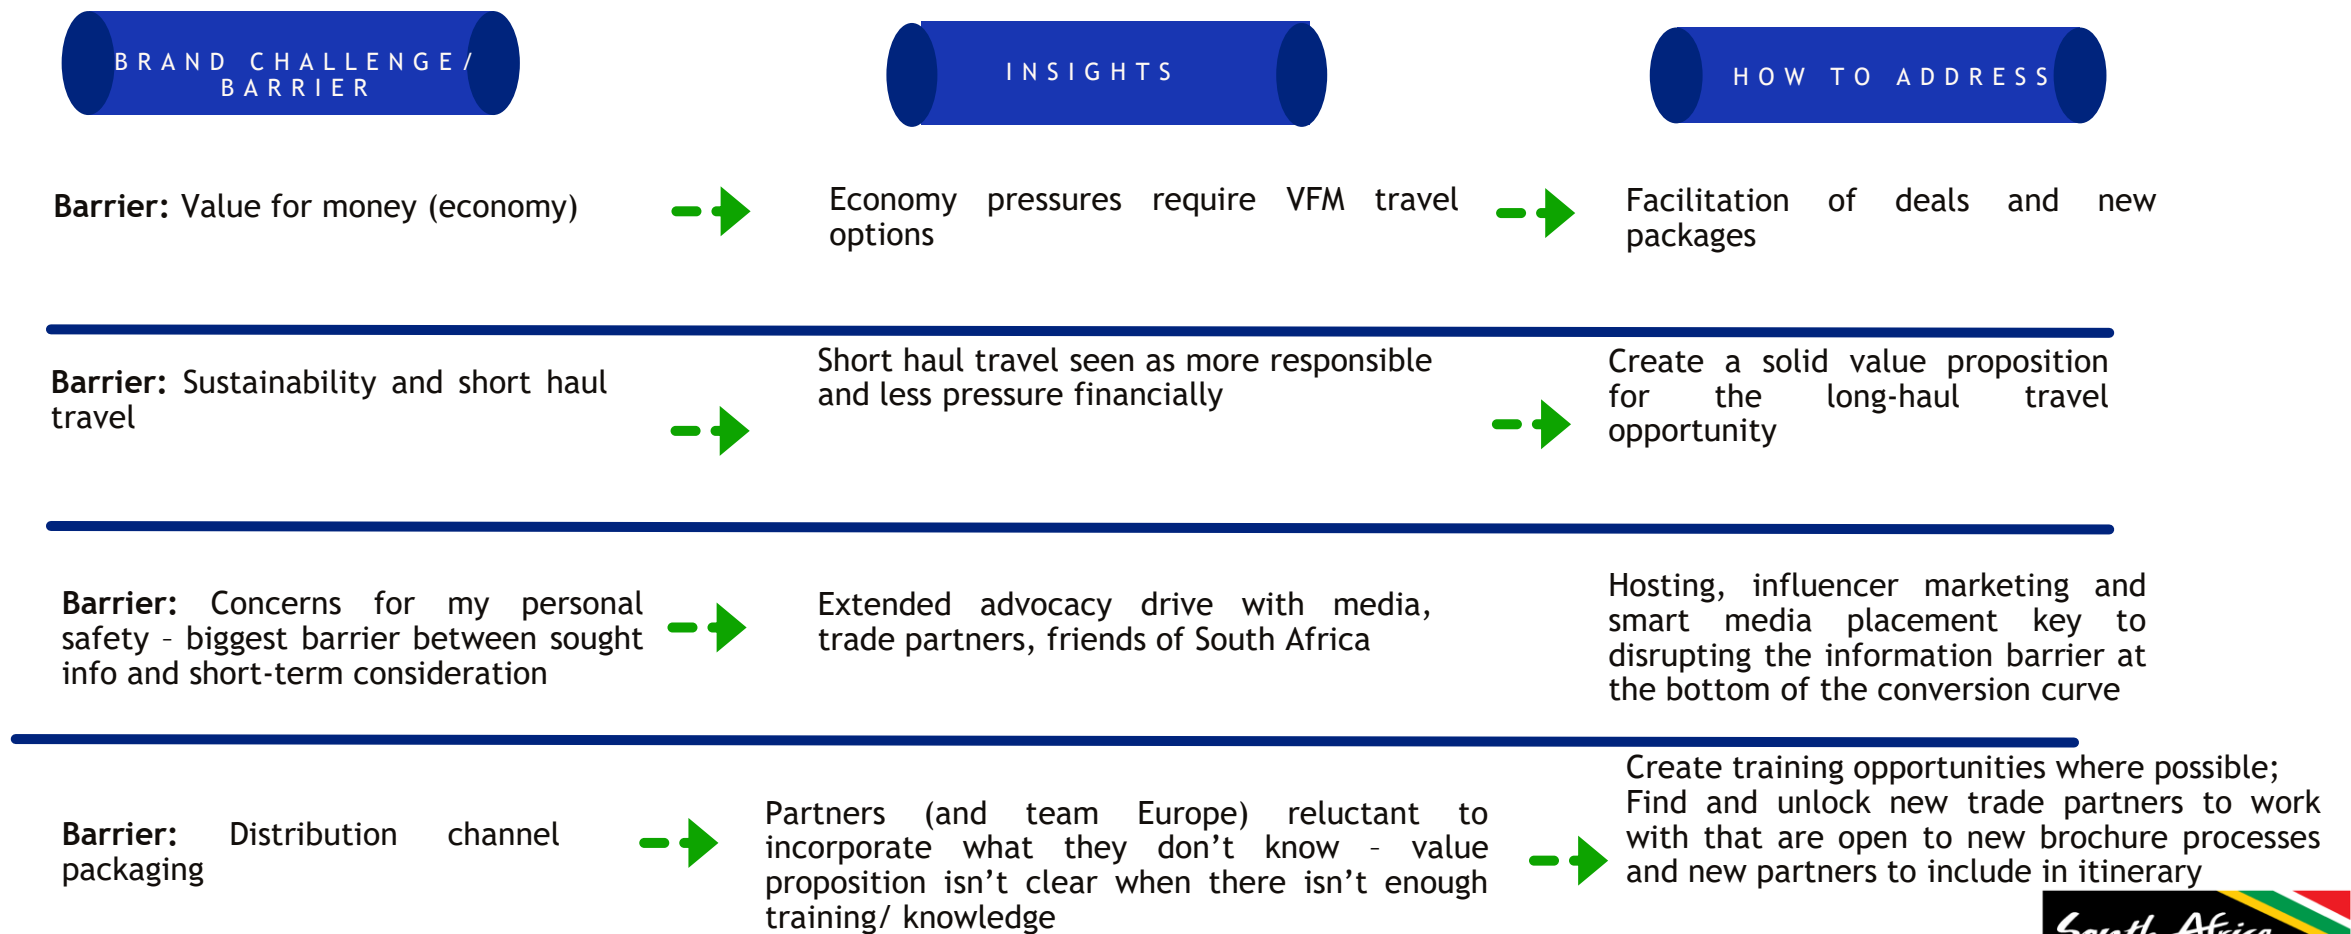 BRAND CHALLENGE/
BARRIER
INSIGHTS
HOW TO ADDRESS
Barrier: Value for money (economy)
Economy pressures require VFM travel
options
Facilitation of deals and new
packages
Barrier: Sustainability and short haul
travel
Short haul travel seen as more responsible
and less pressure financially
Create a solid value proposition
for the long-haul travel
opportunity
Barrier: Concerns for my personal
safety – biggest barrier between sought
info and short-term consideration
Extended advocacy drive with media,
trade partners, friends of South Africa
Hosting, influencer marketing and
smart media placement key to
disrupting the information barrier at
the bottom of the conversion curve
Barrier: Distribution channel
packaging
Partners (and team Europe) reluctant to
incorporate what they don’t know – value
proposition isn’t clear when there isn’t enough
training/ knowledge
Create training opportunities where possible;
Find and unlock new trade partners to work
with that are open to new brochure processes
and new partners to include in itinerary
South Africa